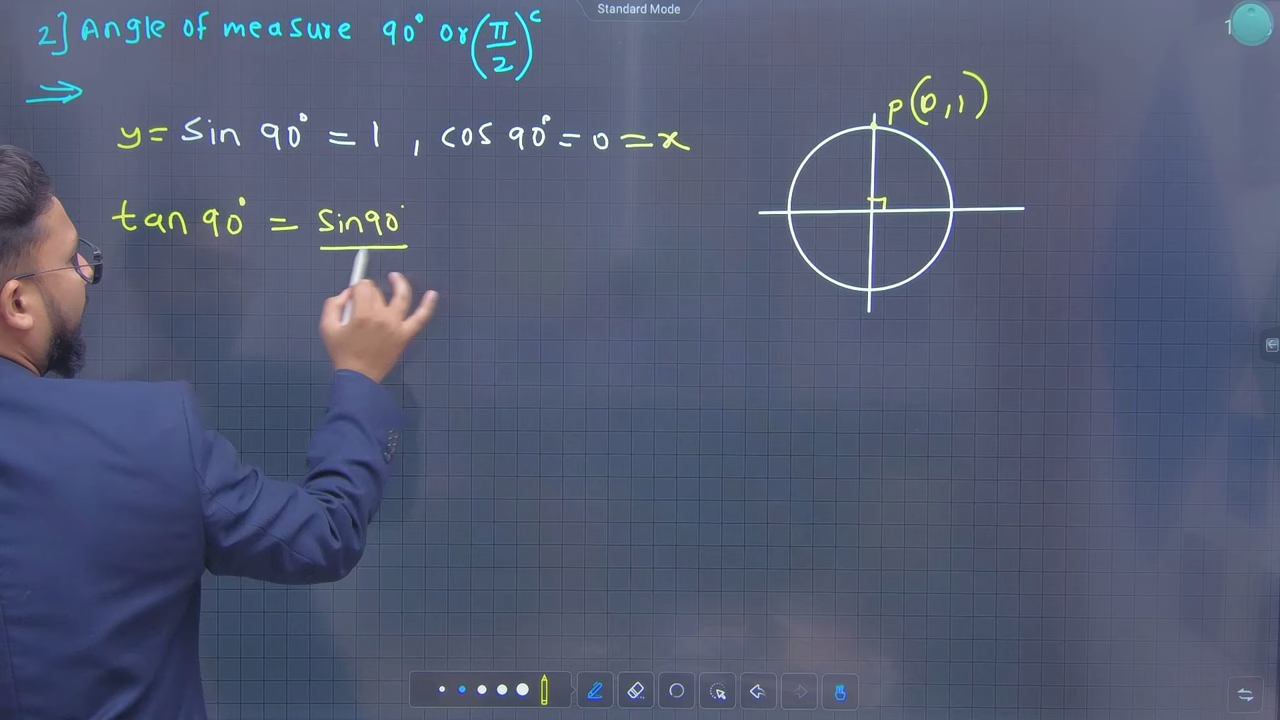 Standard Mode
2] Angle of measure 90° or (π/2)ᶜ
⇒
y = sin 90° = 1 , cos 90° = 0 = x
P(0,1)
tan 90° = sin90°